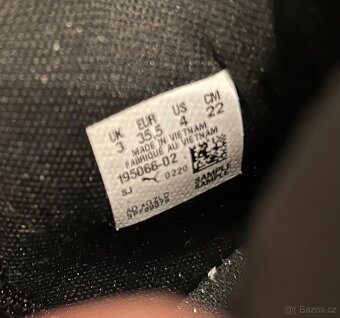 UK EUR US CM
3 35.5 4 22
MADE IN VIETNAM
FABRIQUÉ AU VIETNAM
195066-02
SJ 0220
SAMPLE
SAMPLE
Bazos.cz